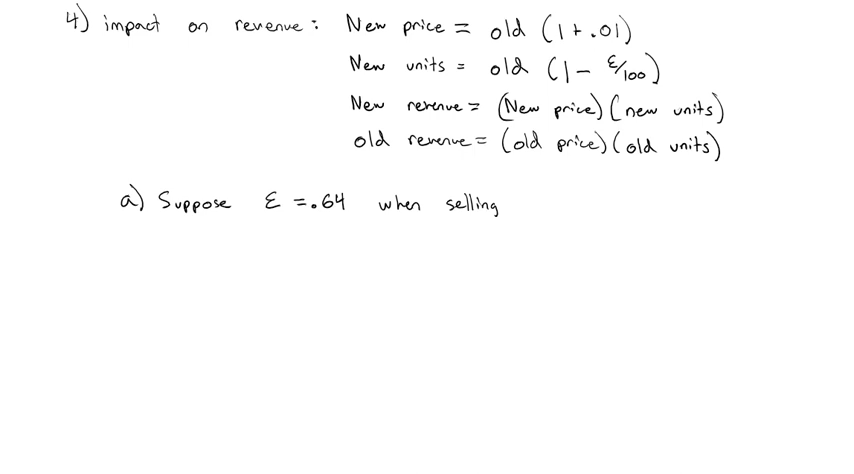 4) impact on revenue: New price = old (1 + .01)
New units = old (1 - ε/100)
New revenue = (New price)(new units)
old revenue = (old price)(old units)
a) Suppose ε = .64 when selling